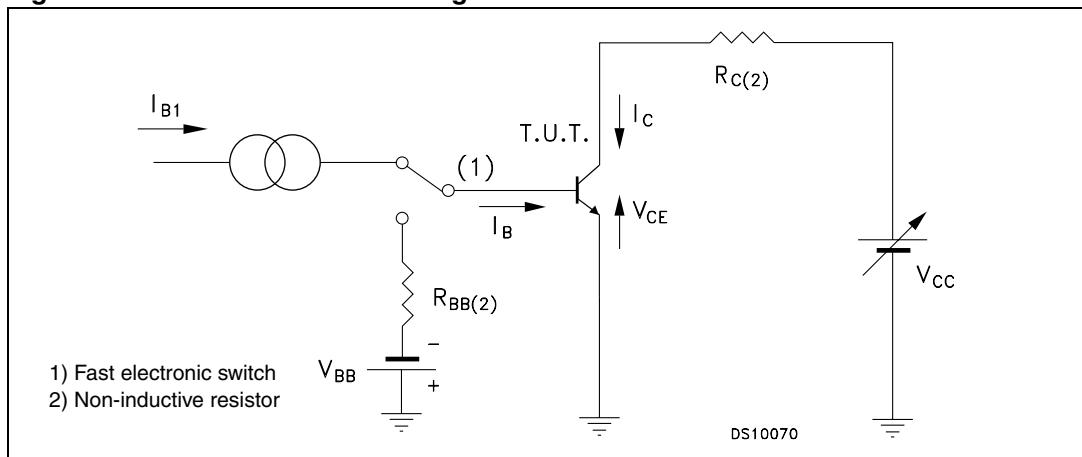 I_B1
R_C(2)
I_C
T.U.T.
(1)
I_B
V_CE
R_BB(2)
V_CC
V_BB
-
+
1) Fast electronic switch
2) Non-inductive resistor
DS10070